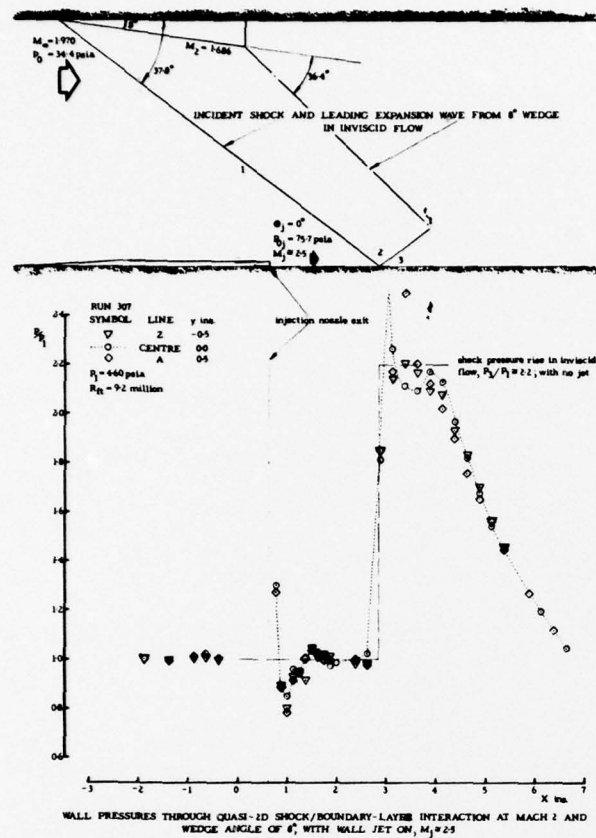 8°
M∞=1·970
P₀ = 34·4 psia
M₂ = 1·686
37·8°
36·4°
INCIDENT SHOCK AND LEADING EXPANSION WAVE FROM 8° WEDGE
IN INVISCID FLOW
1
θj = 0°
P₀j = 75·7 psia
Mj ≅ 2·5
2
3
P/P₁
2·4
2·2
2·0
1·8
1·6
1·4
1·2
1·0
0·8
0·6
RUN 307
SYMBOL LINE y ins.
▽ 2 -0·5
○ CENTRE 0·0
◇ A 0·5
P₁ = 4·60 psia
Rft = 9·2 million
injection nozzle exit
shock pressure rise in inviscid
flow, P₃/P₁ ≅ 2·2; with no jet
-3 -2 -1 0 1 2 3 4 5 6 7
X ins.
WALL PRESSURES THROUGH QUASI-2D SHOCK/BOUNDARY-LAYER INTERACTION AT MACH 2 AND
WEDGE ANGLE OF 8°, WITH WALL JET ON, Mj ≅ 2·5